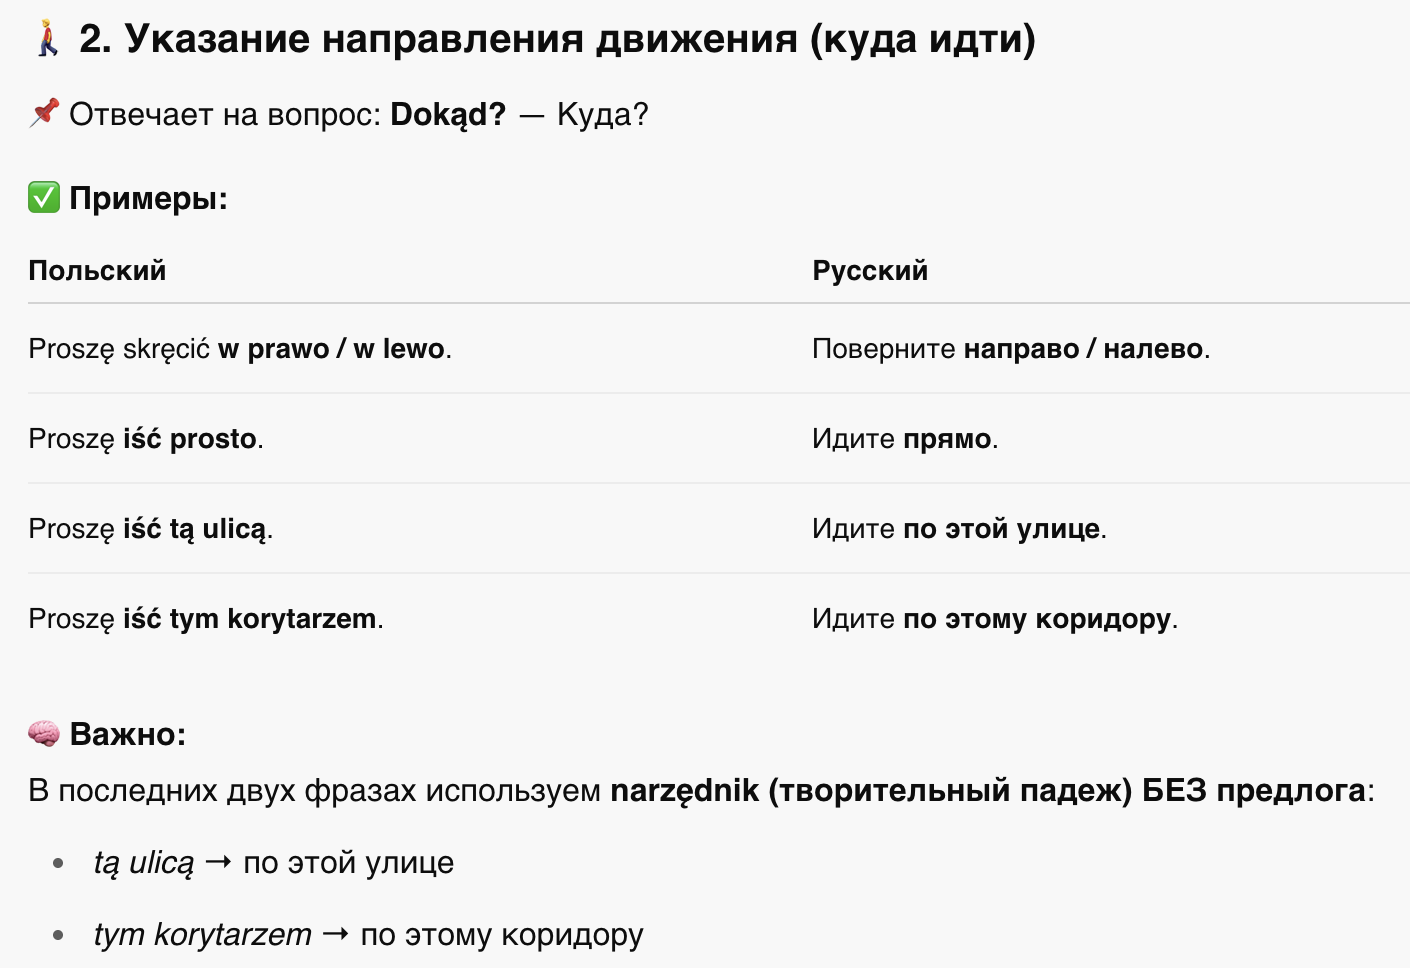 🚶 2. Указание направления движения (куда идти)
📌 Отвечает на вопрос: Dokąd? — Куда?
✅ Примеры:
Польский Русский
Proszę skręcić w prawo / w lewo. Поверните направо / налево.
Proszę iść prosto. Идите прямо.
Proszę iść tą ulicą. Идите по этой улице.
Proszę iść tym korytarzem. Идите по этому коридору.
🧠 Важно:
В последних двух фразах используем narzędnik (творительный падеж) БЕЗ предлога:
• tą ulicą → по этой улице
• tym korytarzem → по этому коридору